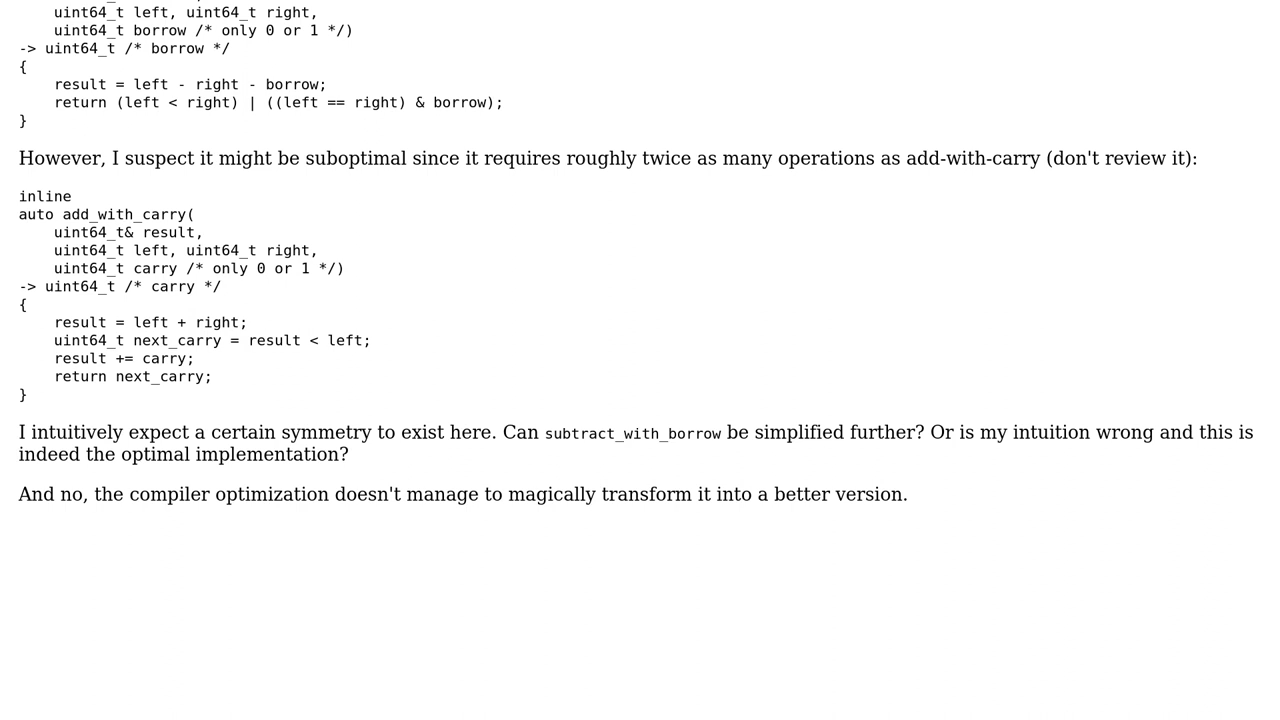 uint64_t left, uint64_t right,
    uint64_t borrow /* only 0 or 1 */)
-> uint64_t /* borrow */
{
    result = left - right - borrow;
    return (left < right) | ((left == right) & borrow);
}
However, I suspect it might be suboptimal since it requires roughly twice as many operations as add-with-carry (don't review it):
inline
auto add_with_carry(
    uint64_t& result,
    uint64_t left, uint64_t right,
    uint64_t carry /* only 0 or 1 */)
-> uint64_t /* carry */
{
    result = left + right;
    uint64_t next_carry = result < left;
    result += carry;
    return next_carry;
}
I intuitively expect a certain symmetry to exist here. Can subtract_with_borrow be simplified further? Or is my intuition wrong and this is
indeed the optimal implementation?
And no, the compiler optimization doesn't manage to magically transform it into a better version.